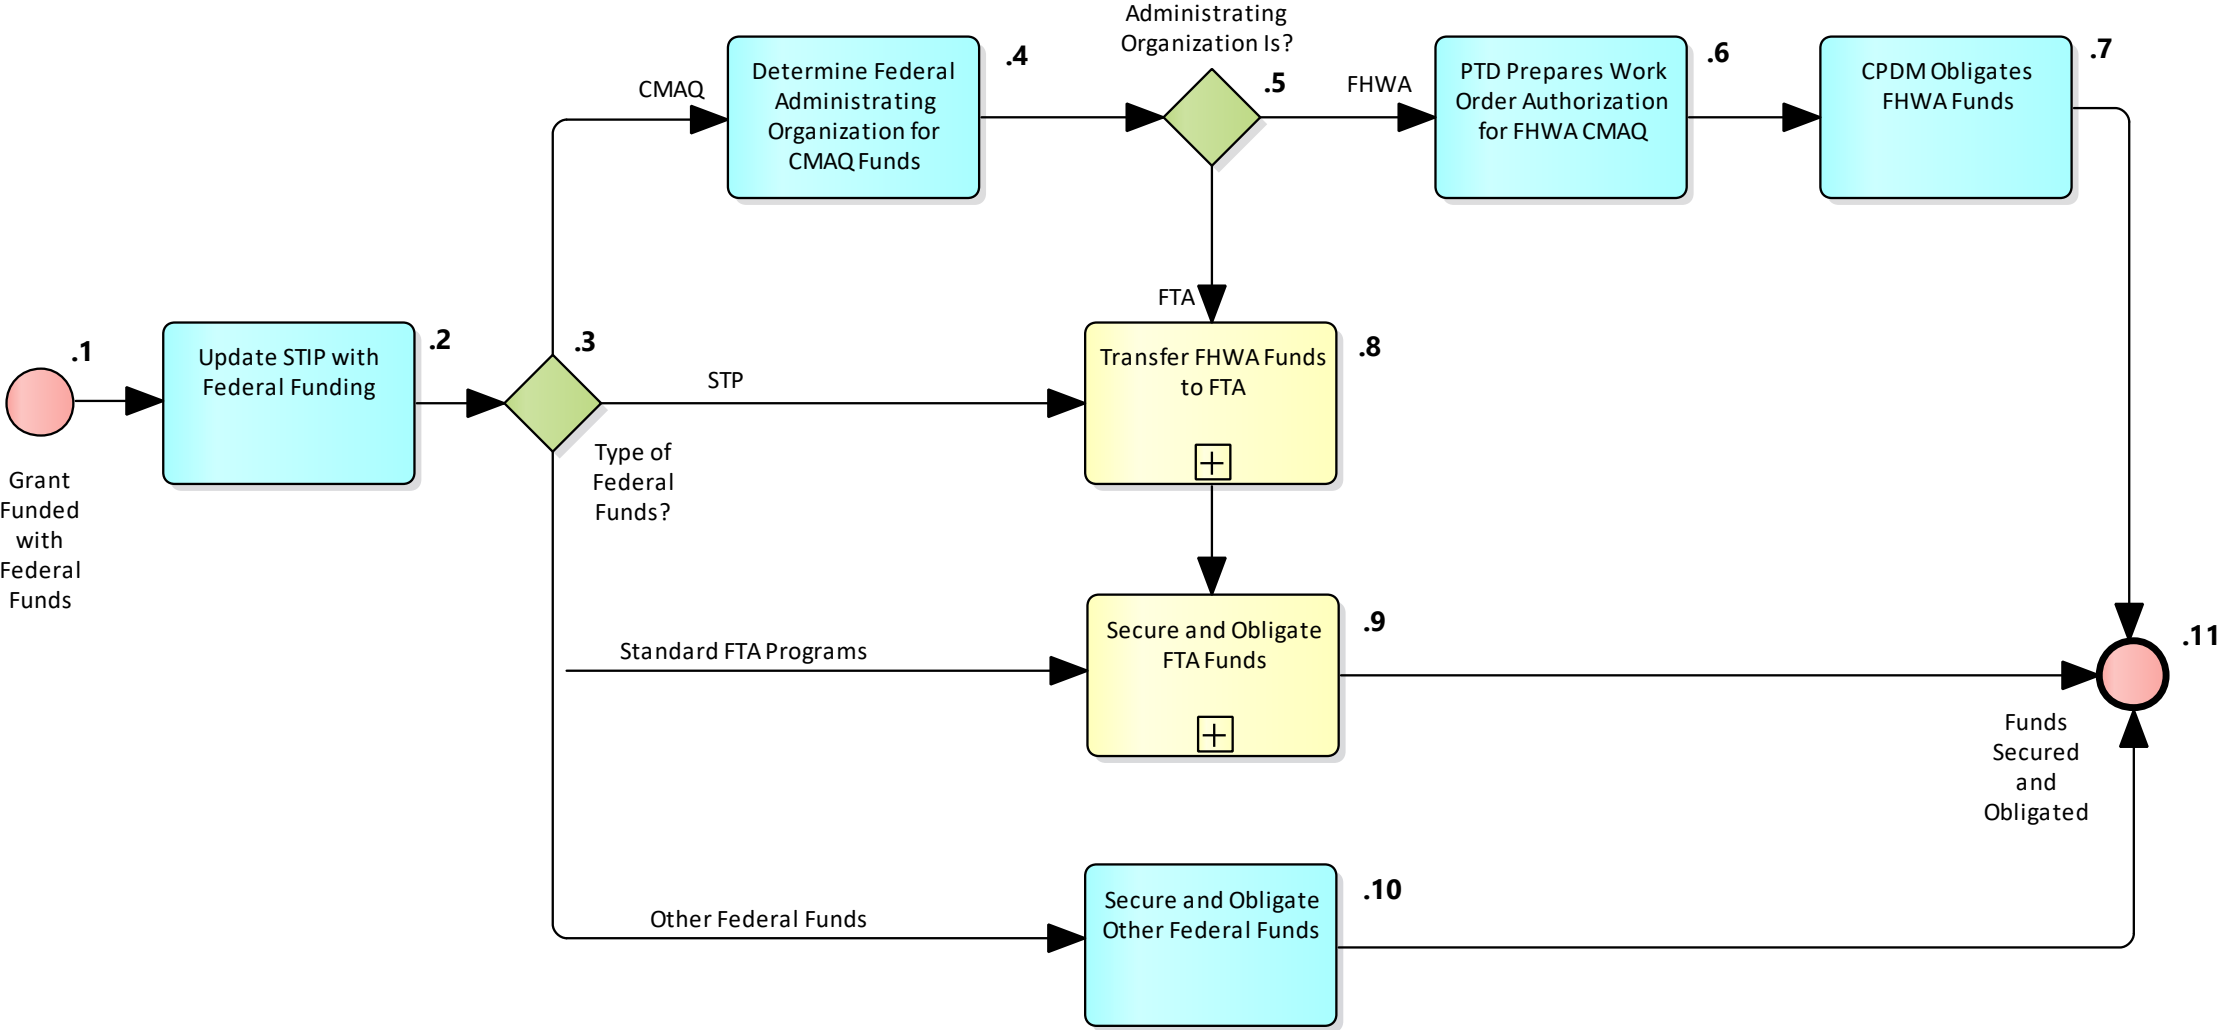 Administrating
Organization Is?
Determine Federal
Administrating
Organization for
CMAQ Funds
.4
CMAQ
.5
FHWA
PTD Prepares Work
Order Authorization
for FHWA CMAQ
.6
CPDM Obligates
FHWA Funds
.7
FTA
.1
Grant
Funded
with
Federal
Funds
Update STIP with
Federal Funding
.2
.3
Type of
Federal
Funds?
STP
Transfer FHWA Funds
to FTA
.8
Standard FTA Programs
Secure and Obligate
FTA Funds
.9
.11
Funds
Secured
and
Obligated
Other Federal Funds
Secure and Obligate
Other Federal Funds
.10